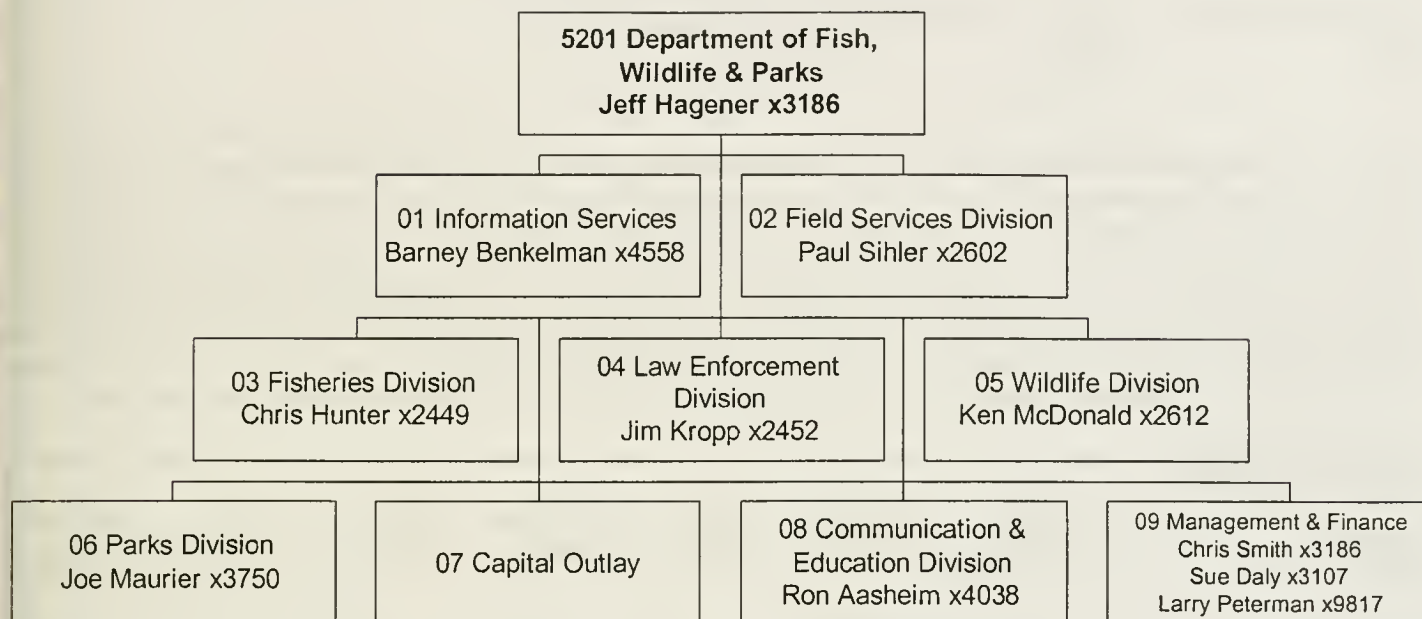 5201 Department of Fish,
Wildlife & Parks
Jeff Hagener x3186
01 Information Services
Barney Benkelman x4558
02 Field Services Division
Paul Sihler x2602
03 Fisheries Division
Chris Hunter x2449
04 Law Enforcement
Division
Jim Kropp x2452
05 Wildlife Division
Ken McDonald x2612
06 Parks Division
Joe Maurier x3750
07 Capital Outlay
08 Communication &
Education Division
Ron Aasheim x4038
09 Management & Finance
Chris Smith x3186
Sue Daly x3107
Larry Peterman x9817